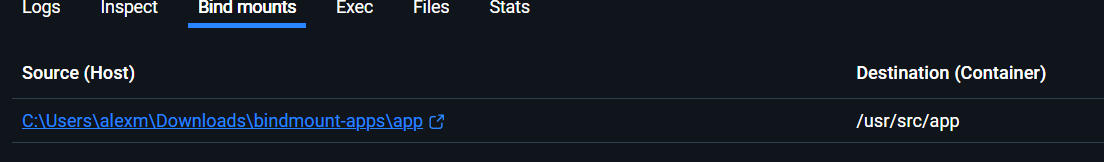 Logs Inspect Bind mounts Exec Files Stats
Source (Host) Destination (Container)
C:\Users\alexm\Downloads\bindmount-apps\app /usr/src/app